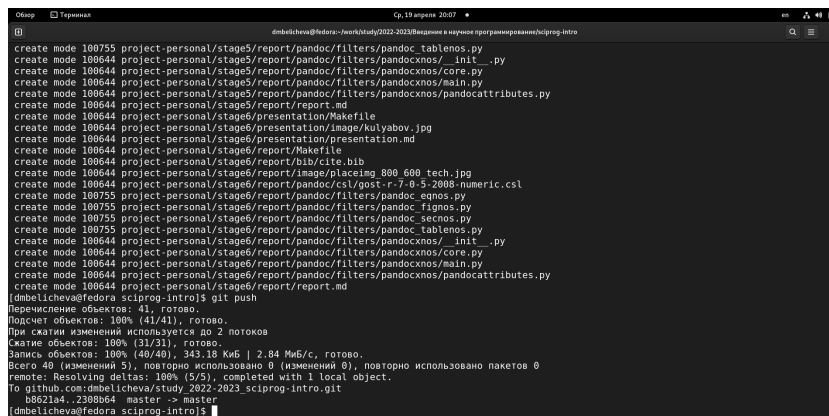 Обзор Терминал Ср, 19 апреля 20:07 en
dmbelicheva@fedora:~/work/study/2022-2023/Введение в научное программирование/sciprog-intro
create mode 100755 project-personal/stage5/report/pandoc/filters/pandoc_tablenos.py
create mode 100644 project-personal/stage5/report/pandoc/filters/pandocxnos/__init__.py
create mode 100644 project-personal/stage5/report/pandoc/filters/pandocxnos/core.py
create mode 100644 project-personal/stage5/report/pandoc/filters/pandocxnos/main.py
create mode 100644 project-personal/stage5/report/pandoc/filters/pandocxnos/pandocattributes.py
create mode 100644 project-personal/stage5/report/report.md
create mode 100644 project-personal/stage6/presentation/Makefile
create mode 100644 project-personal/stage6/presentation/image/kulyabov.jpg
create mode 100644 project-personal/stage6/presentation/presentation.md
create mode 100644 project-personal/stage6/report/Makefile
create mode 100644 project-personal/stage6/report/bib/cite.bib
create mode 100644 project-personal/stage6/report/image/placeimg_800_600_tech.jpg
create mode 100644 project-personal/stage6/report/pandoc/csl/gost-r-7-0-5-2008-numeric.csl
create mode 100755 project-personal/stage6/report/pandoc/filters/pandoc_eqnos.py
create mode 100755 project-personal/stage6/report/pandoc/filters/pandoc_fignos.py
create mode 100755 project-personal/stage6/report/pandoc/filters/pandoc_secnos.py
create mode 100755 project-personal/stage6/report/pandoc/filters/pandoc_tablenos.py
create mode 100644 project-personal/stage6/report/pandoc/filters/pandocxnos/__init__.py
create mode 100644 project-personal/stage6/report/pandoc/filters/pandocxnos/core.py
create mode 100644 project-personal/stage6/report/pandoc/filters/pandocxnos/main.py
create mode 100644 project-personal/stage6/report/pandoc/filters/pandocxnos/pandocattributes.py
create mode 100644 project-personal/stage6/report/report.md
[dmbelicheva@fedora sciprog-intro]$ git push
Перечисление объектов: 41, готово.
Подсчет объектов: 100% (41/41), готово.
При сжатии изменений используется до 2 потоков
Сжатие объектов: 100% (31/31), готово.
Запись объектов: 100% (40/40), 343.18 КиБ | 2.84 МиБ/с, готово.
Всего 40 (изменений 5), повторно использовано 0 (изменений 0), повторно использовано пакетов 0
remote: Resolving deltas: 100% (5/5), completed with 1 local object.
To github.com:dmbelicheva/study_2022-2023_sciprog-intro.git
b8621a4..2308b64 master -> master
[dmbelicheva@fedora sciprog-intro]$